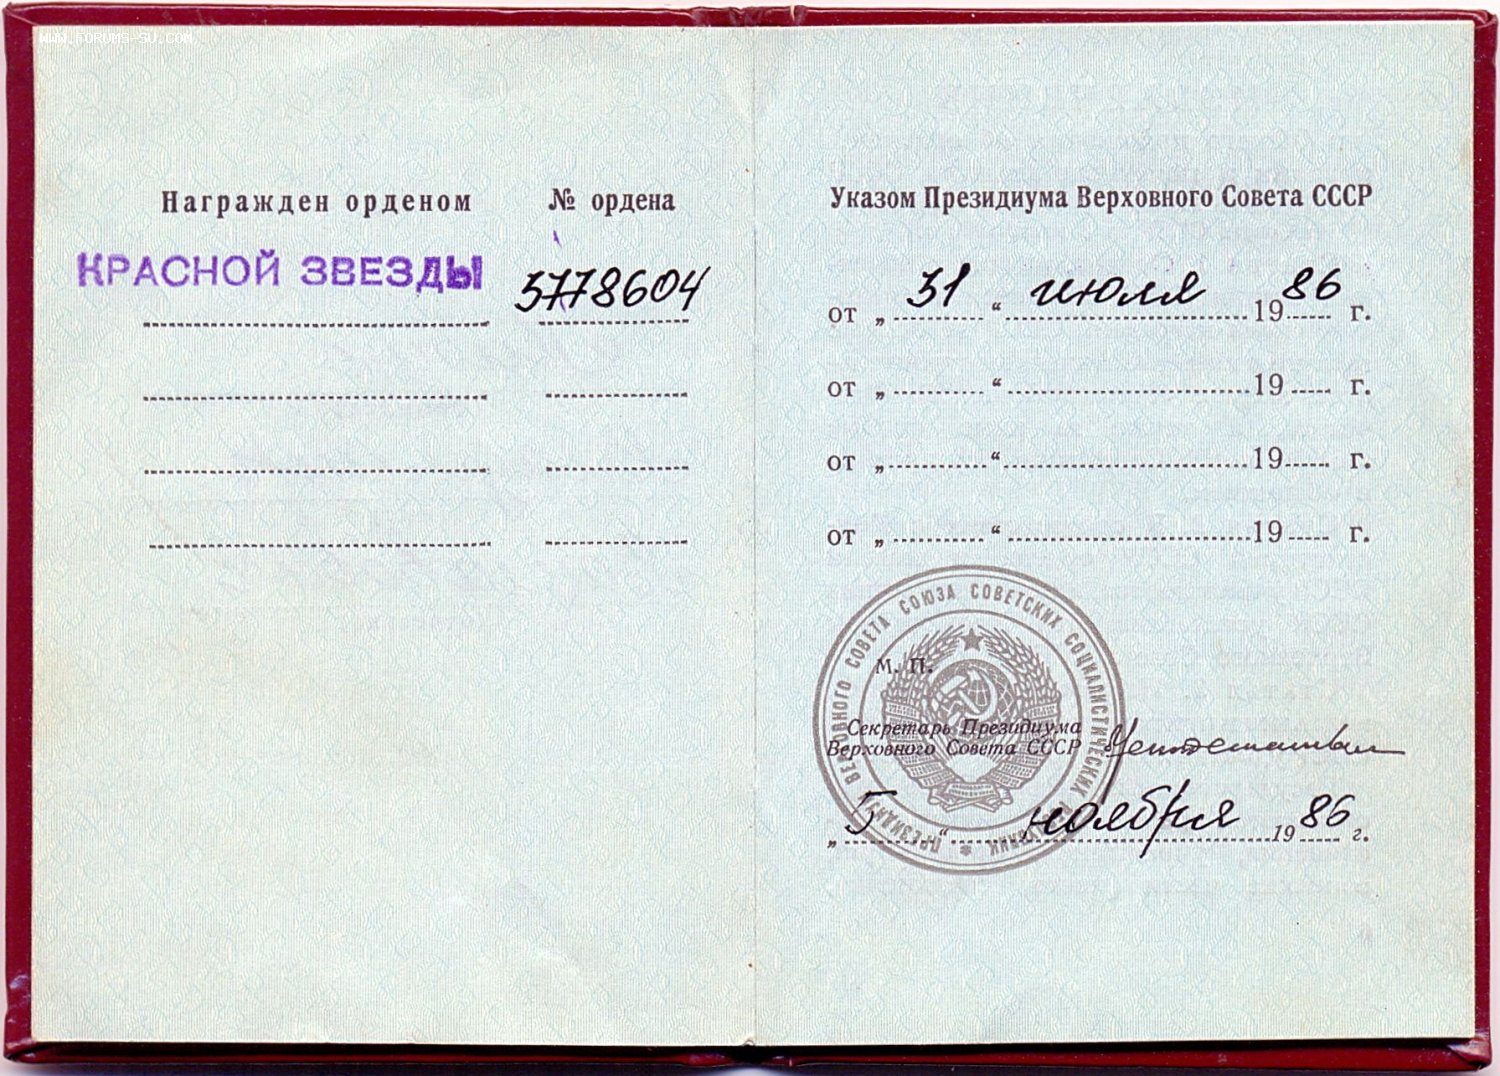 WWW.FORUMS-SU.COM
Награжден орденом № ордена
КРАСНОЙ ЗВЕЗДЫ 3778604
Указом Президиума Верховного Совета СССР
от „ 31 “ июля 1986 г.
от „ “ 19 г.
от „ “ 19 г.
от „ “ 19 г.
ПРЕЗИДИУМ ВЕРХОВНОГО СОВЕТА СОЮЗА СОВЕТСКИХ СОЦИАЛИСТИЧЕСКИХ РЕСПУБЛИК
М. П.
Секретарь Президиума
Верховного Совета СССР
„ 5 “ ноября 1986 г.